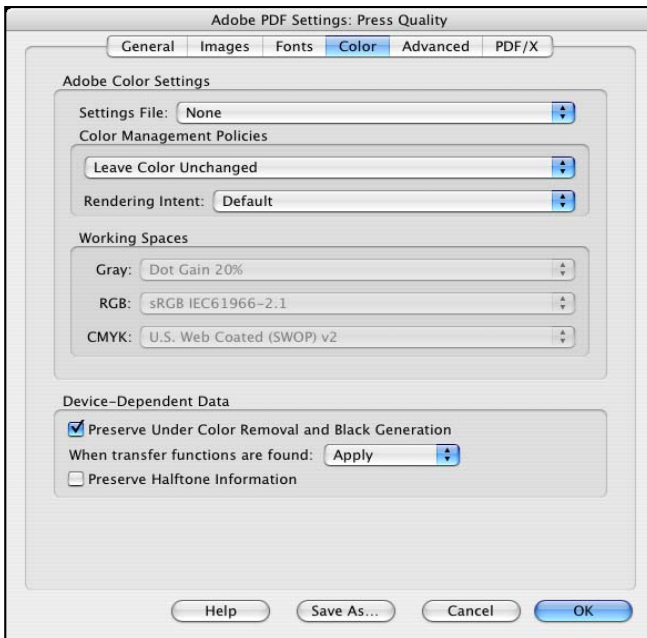 Adobe PDF Settings: Press Quality
General Images Fonts Color Advanced PDF/X
Adobe Color Settings
Settings File: None
Color Management Policies
Leave Color Unchanged
Rendering Intent: Default
Working Spaces
Gray: Dot Gain 20%
RGB: sRGB IEC61966-2.1
CMYK: U.S. Web Coated (SWOP) v2
Device-Dependent Data
Preserve Under Color Removal and Black Generation
When transfer functions are found: Apply
Preserve Halftone Information
Help Save As... Cancel OK